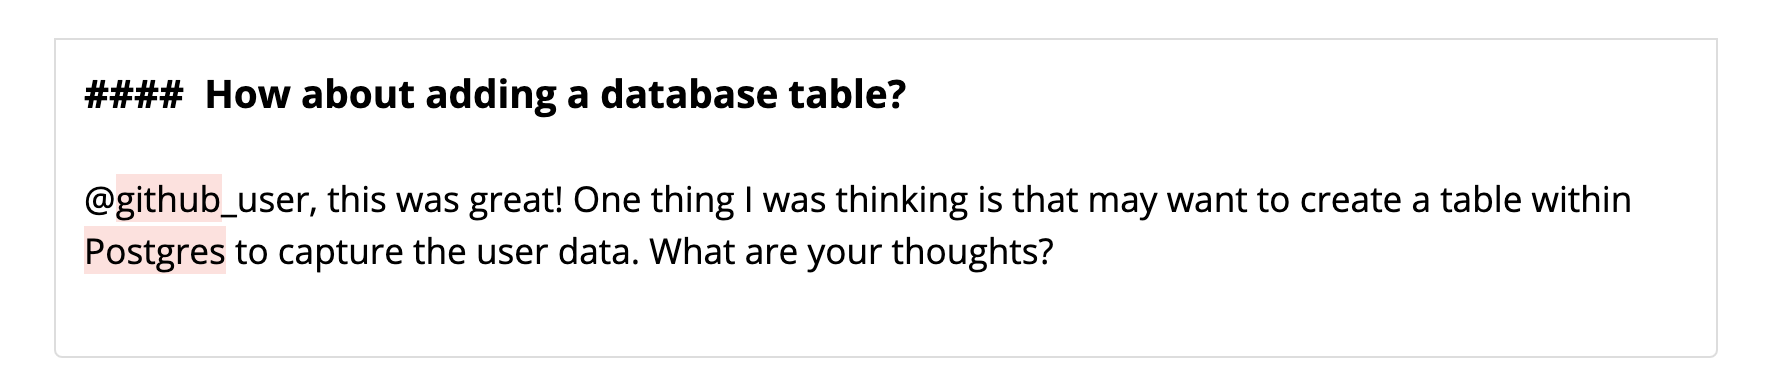 ####  How about adding a database table?
@github_user, this was great! One thing I was thinking is that may want to create a table within
Postgres to capture the user data. What are your thoughts?